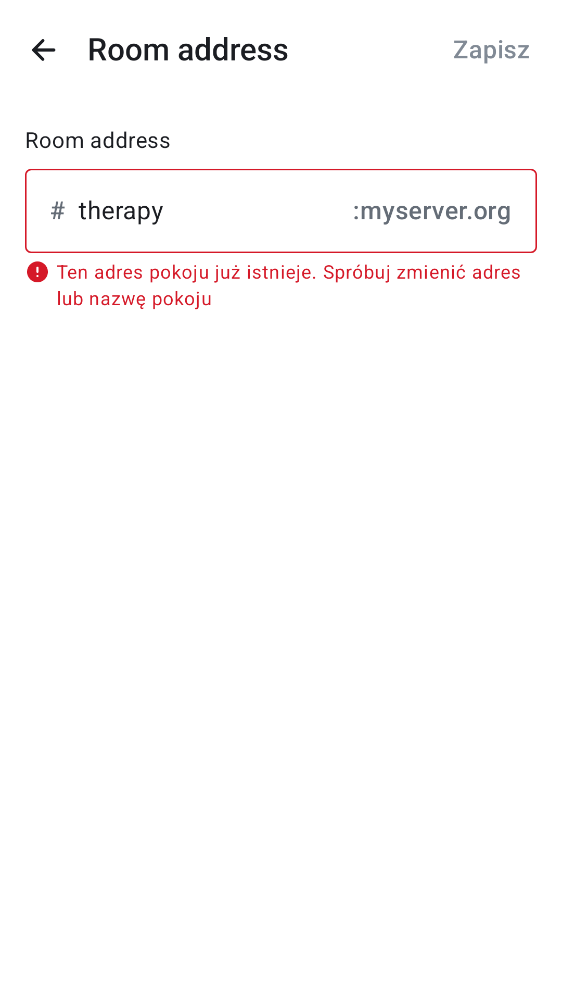 Room address Zapisz
Room address
# therapy :myserver.org
Ten adres pokoju już istnieje. Spróbuj zmienić adres
lub nazwę pokoju